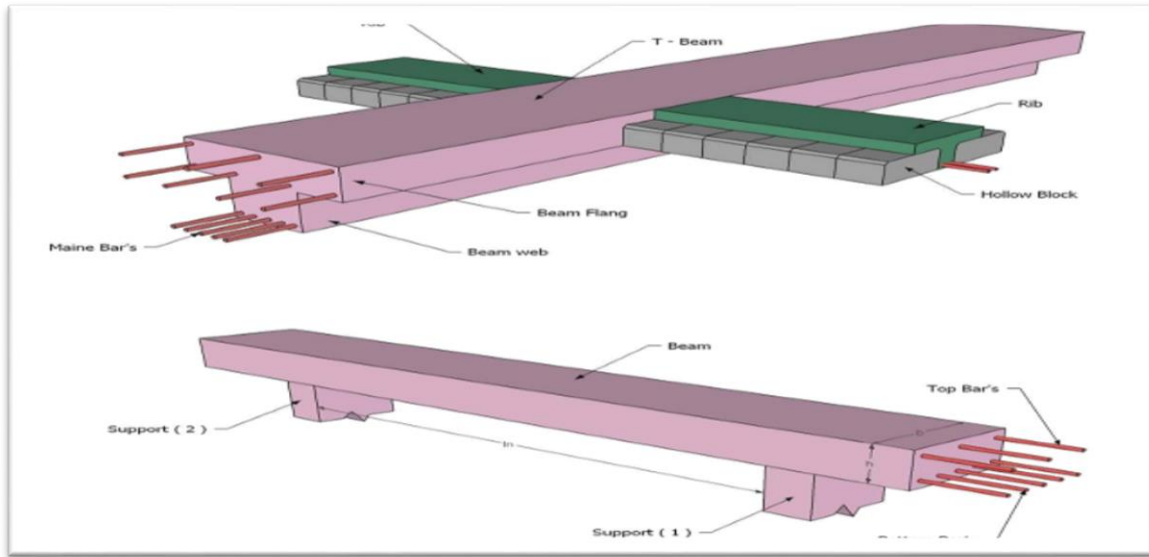 T - Beam
Rib
Hollow Block
Beam Flang
Beam web
Maine Bar's
Beam
Top Bar's
Support ( 2 )
ln
h
Support ( 1 )